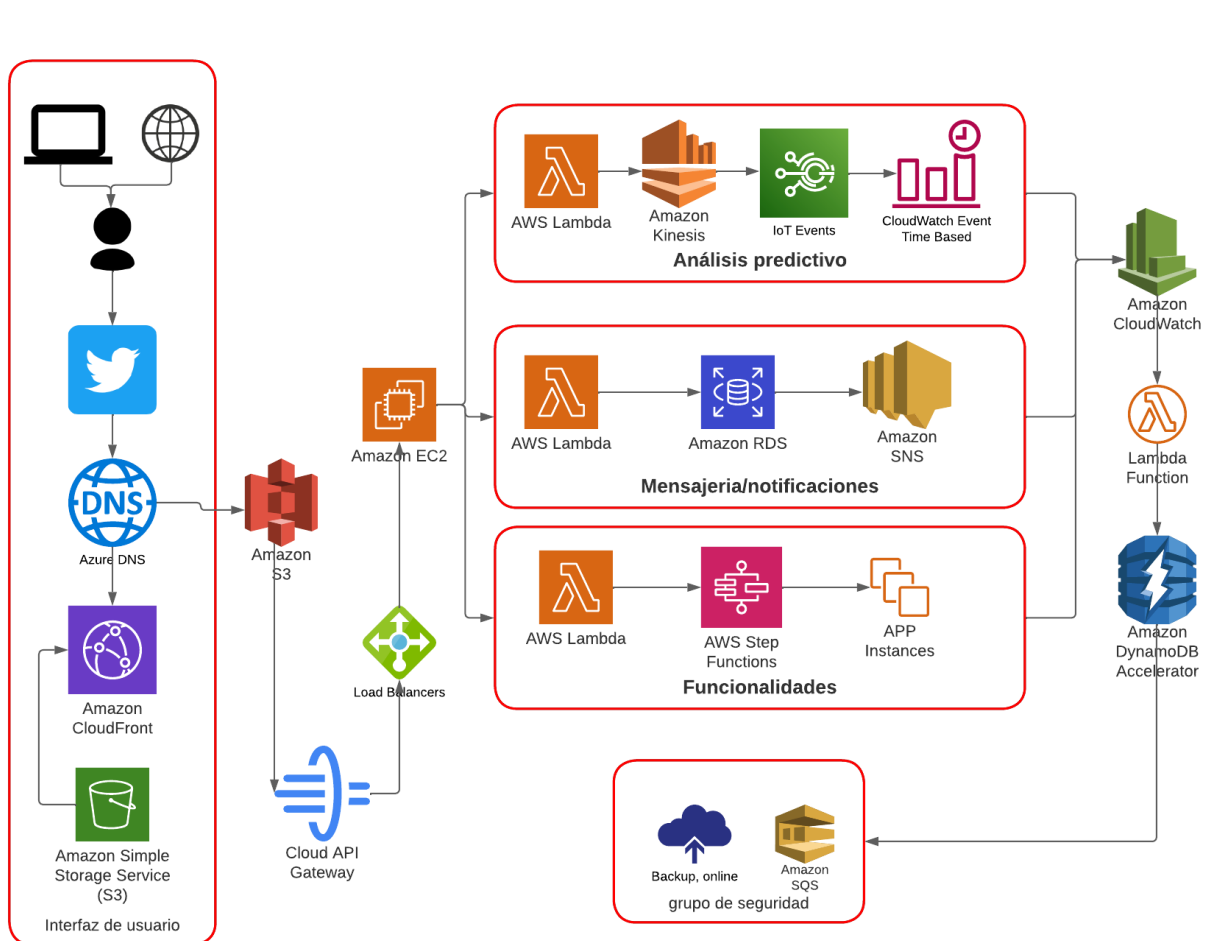 DNS
Azure DNS
Amazon
CloudFront
Amazon Simple
Storage Service
(S3)
Interfaz de usuario
Amazon
S3
Cloud API
Gateway
Load Balancers
Amazon EC2
AWS Lambda
Amazon
Kinesis
IoT Events
CloudWatch Event
Time Based
Análisis predictivo
AWS Lambda
Amazon RDS
Amazon
SNS
Mensajeria/notificaciones
AWS Lambda
AWS Step
Functions
APP
Instances
Funcionalidades
Amazon
CloudWatch
Lambda
Function
Amazon
DynamoDB
Accelerator
Backup, online
Amazon
SQS
grupo de seguridad